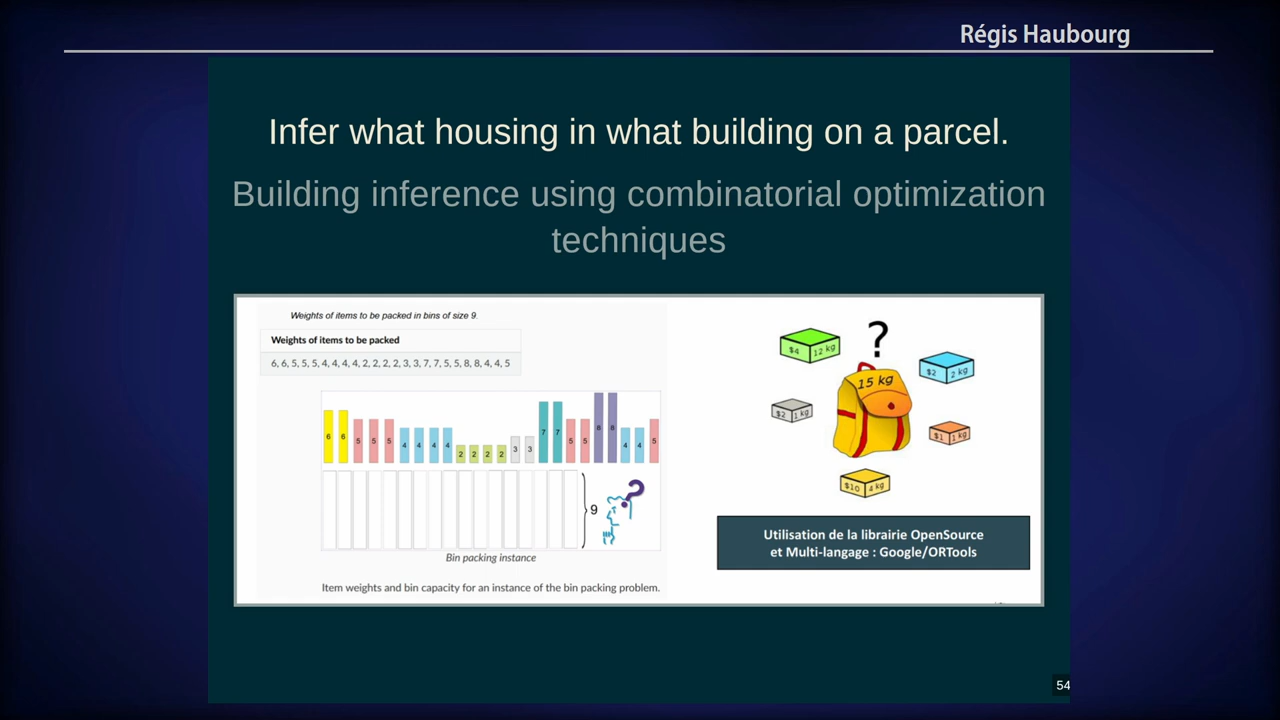 Régis Haubourg
Infer what housing in what building on a parcel.
Building inference using combinatorial optimization
techniques
Weights of items to be packed in bins of size 9.
Weights of items to be packed
6, 6, 5, 5, 5, 4, 4, 4, 4, 2, 2, 2, 2, 3, 3, 7, 7, 5, 5, 8, 8, 4, 4, 5
6 6 5 5 5 4 4 4 4 2 2 2 2 3 3 7 7 5 5 8 8 4 4 5
9
?
Bin packing instance
Item weights and bin capacity for an instance of the bin packing problem.
?
$4 12 kg
$2 2 kg
15 kg
$2 1 kg
$1 1 kg
$10 4 kg
Utilisation de la librairie OpenSource
et Multi-langage : Google/ORTools
54